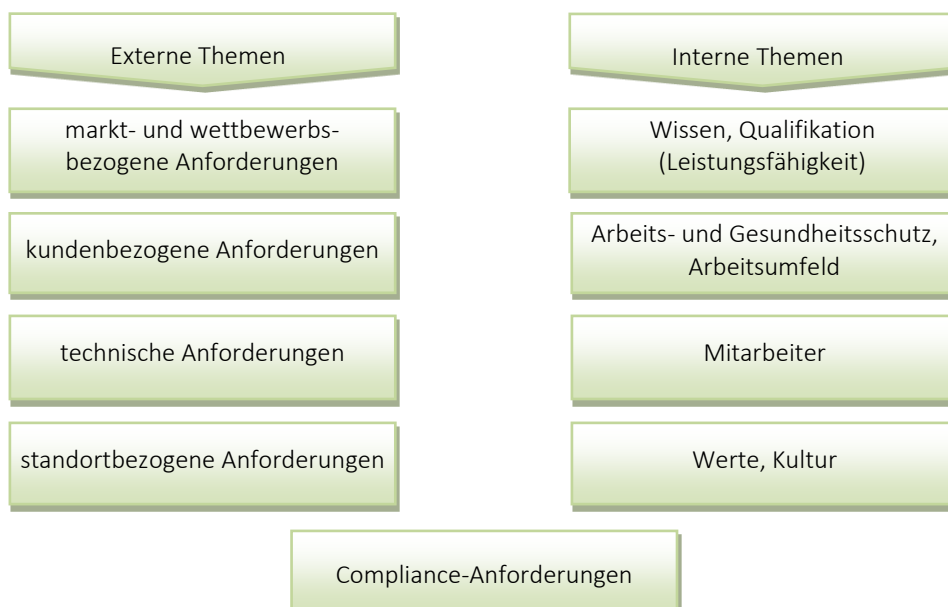 Externe Themen
markt- und wettbewerbs-
bezogene Anforderungen
kundenbezogene Anforderungen
technische Anforderungen
standortbezogene Anforderungen
Interne Themen
Wissen, Qualifikation
(Leistungsfähigkeit)
Arbeits- und Gesundheitsschutz,
Arbeitsumfeld
Mitarbeiter
Werte, Kultur
Compliance-Anforderungen